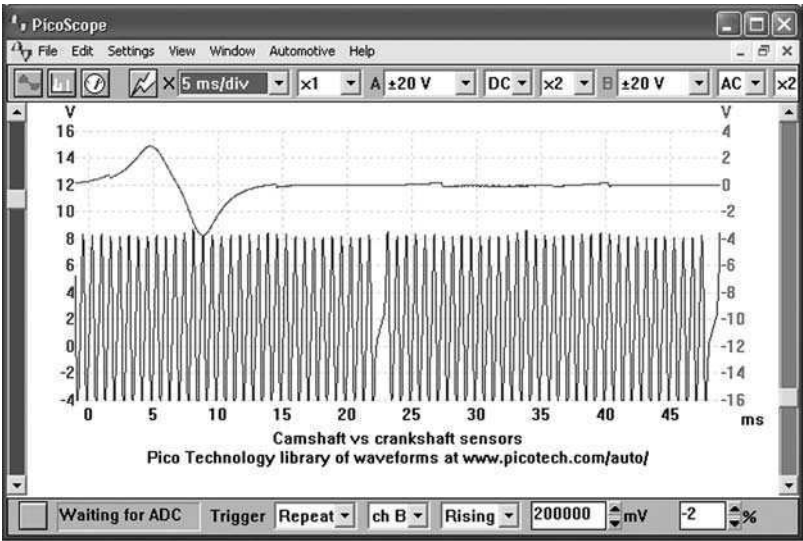 PicoScope
File Edit Settings View Window Automotive Help
X 5 ms/div x1 A ±20 V DC x2 B ±20 V AC x2
V V
16 4
14 2
12 0
10 -2
8 -4
6 -6
4 -8
2 -10
0 -12
-2 -14
-4 -16
0 5 10 15 20 25 30 35 40 45 ms
Camshaft vs crankshaft sensors
Pico Technology library of waveforms at www.picotech.com/auto/
Waiting for ADC Trigger Repeat ch B Rising 200000 mV -2 %